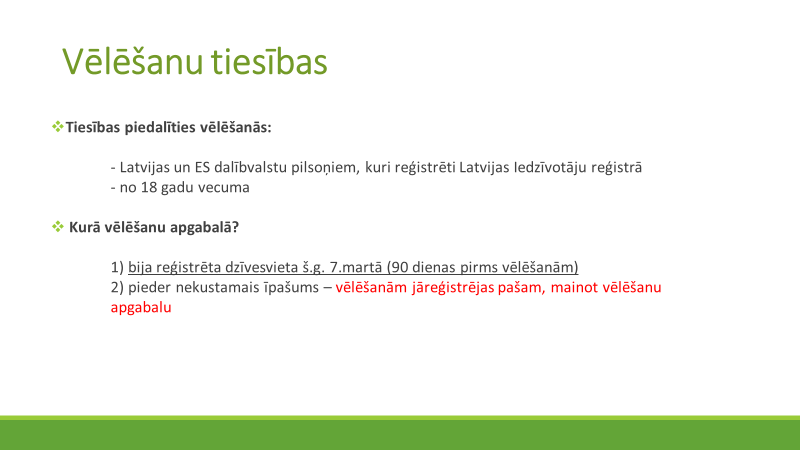 Vēlēšanu tiesības
❖Tiesības piedalīties vēlēšanās:
- Latvijas un ES dalībvalstu pilsoņiem, kuri reģistrēti Latvijas Iedzīvotāju reģistrā
- no 18 gadu vecuma
❖ Kurā vēlēšanu apgabalā?
1) bija reģistrēta dzīvesvieta š.g. 7.martā (90 dienas pirms vēlēšanām)
2) pieder nekustamais īpašums – vēlēšanām jāreģistrējas pašam, mainot vēlēšanu
apgabalu